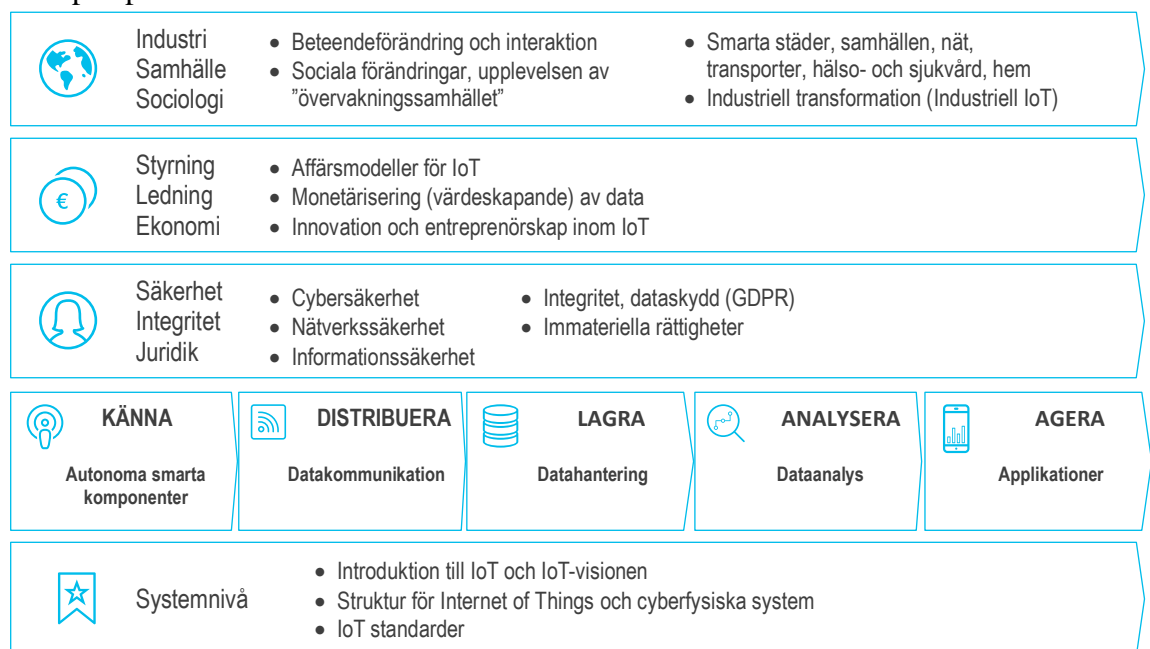 Industri
Samhälle
Sociologi
• Beteendeförändring och interaktion
• Sociala förändringar, upplevelsen av
”övervakningssamhället”
• Smarta städer, samhällen, nät,
transporter, hälso- och sjukvård, hem
• Industriell transformation (Industriell IoT)
Styrning
Ledning
Ekonomi
€
• Affärsmodeller för IoT
• Monetärisering (värdeskapande) av data
• Innovation och entreprenörskap inom IoT
Säkerhet
Integritet
Juridik
• Cybersäkerhet
• Nätverkssäkerhet
• Informationssäkerhet
• Integritet, dataskydd (GDPR)
• Immateriella rättigheter
KÄNNA
Autonoma smarta
komponenter
DISTRIBUERA
Datakommunikation
LAGRA
Datahantering
ANALYSERA
Dataanalys
AGERA
Applikationer
Systemnivå
• Introduktion till IoT och IoT-visionen
• Struktur för Internet of Things och cyberfysiska system
• IoT standarder